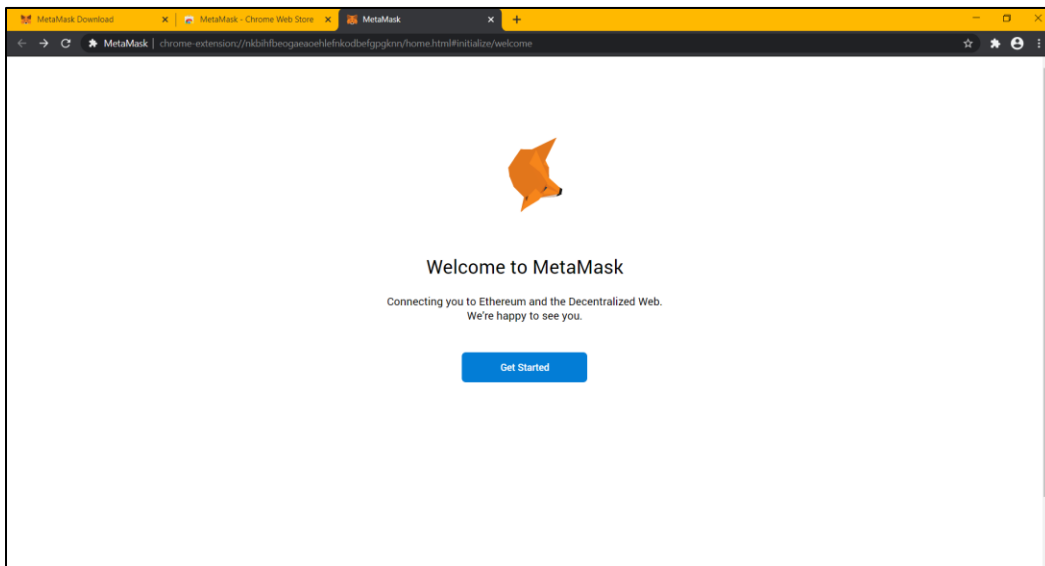 MetaMask Download
MetaMask - Chrome Web Store
MetaMask
MetaMask
chrome-extension://nkbihfbeogaeaoehlefnkodbefgpgknn/home.html#initialize/welcome
Welcome to MetaMask
Connecting you to Ethereum and the Decentralized Web.
We're happy to see you.
Get Started